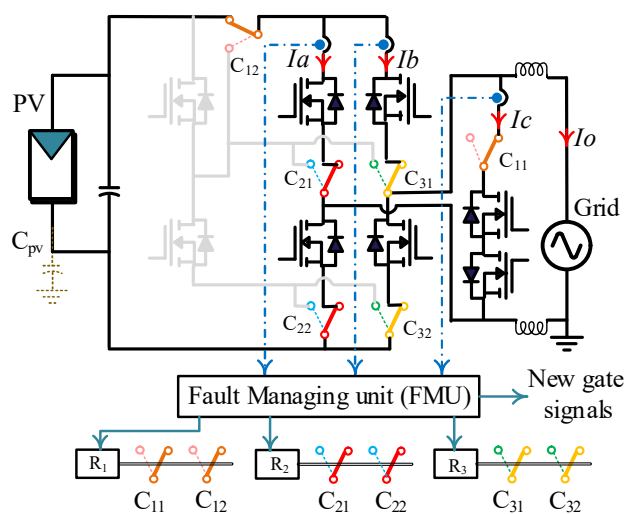 C12
Ia
Ib
PV
Ic
Io
C11
C21
C31
Grid
Cpv
C22
C32
Fault Managing unit (FMU)
New gate
signals
R1
R2
R3
C11
C12
C21
C22
C31
C32